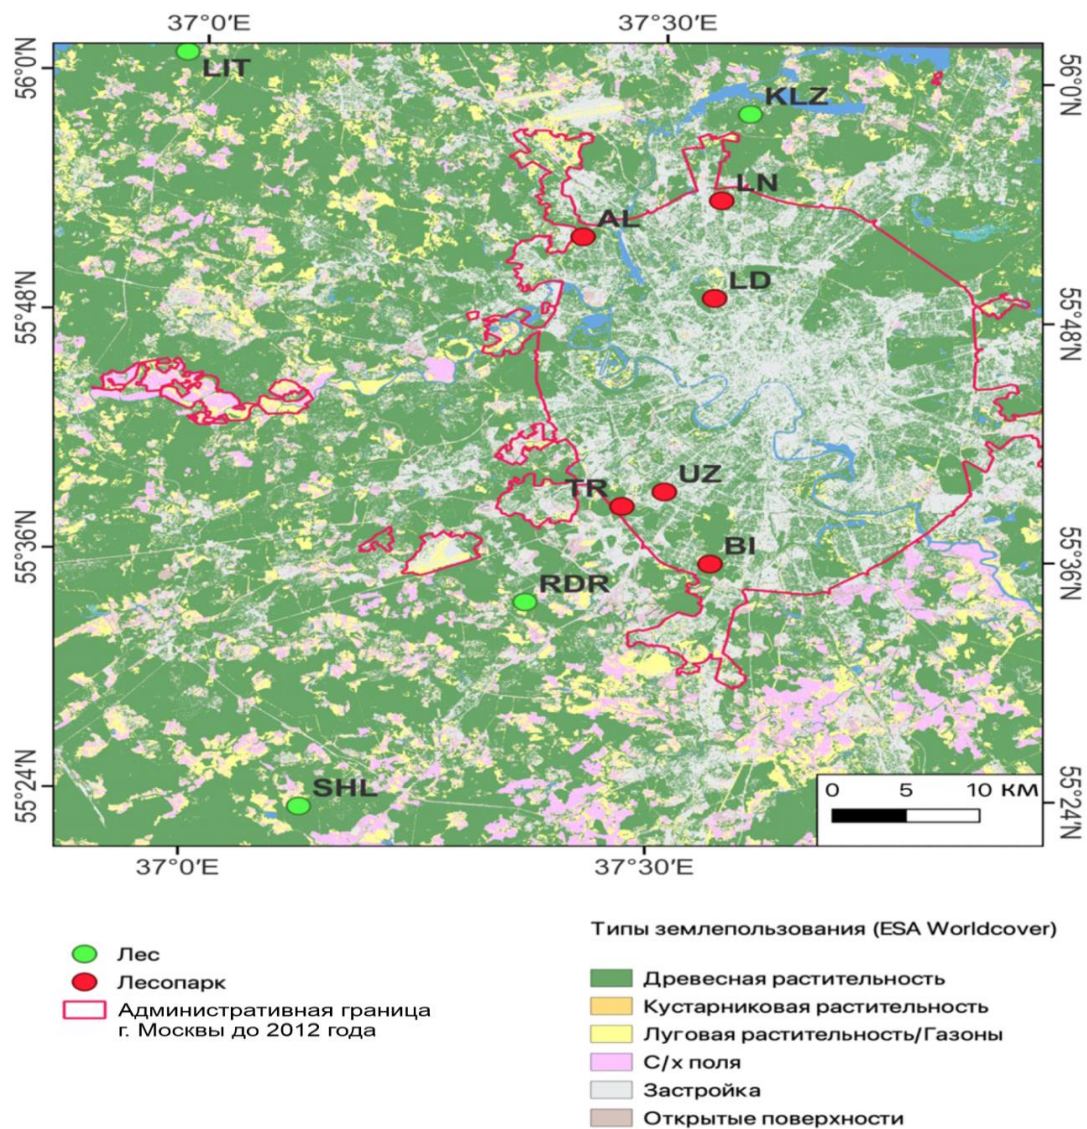 37°0′E 37°30′E
56°0′N
56°0′N
LIT
KLZ
LN
AL
LD
55°48′N
55°48′N
UZ
TR
BI
55°36′N
55°36′N
RDR
SHL
0 5 10 КМ
55°24′N
55°24′N
37°0′E 37°30′E
Лес
Лесопарк
Административная граница
г. Москвы до 2012 года
Типы землепользования (ESA Worldcover)
Древесная растительность
Кустарниковая растительность
Луговая растительность/Газоны
С/х поля
Застройка
Открытые поверхности